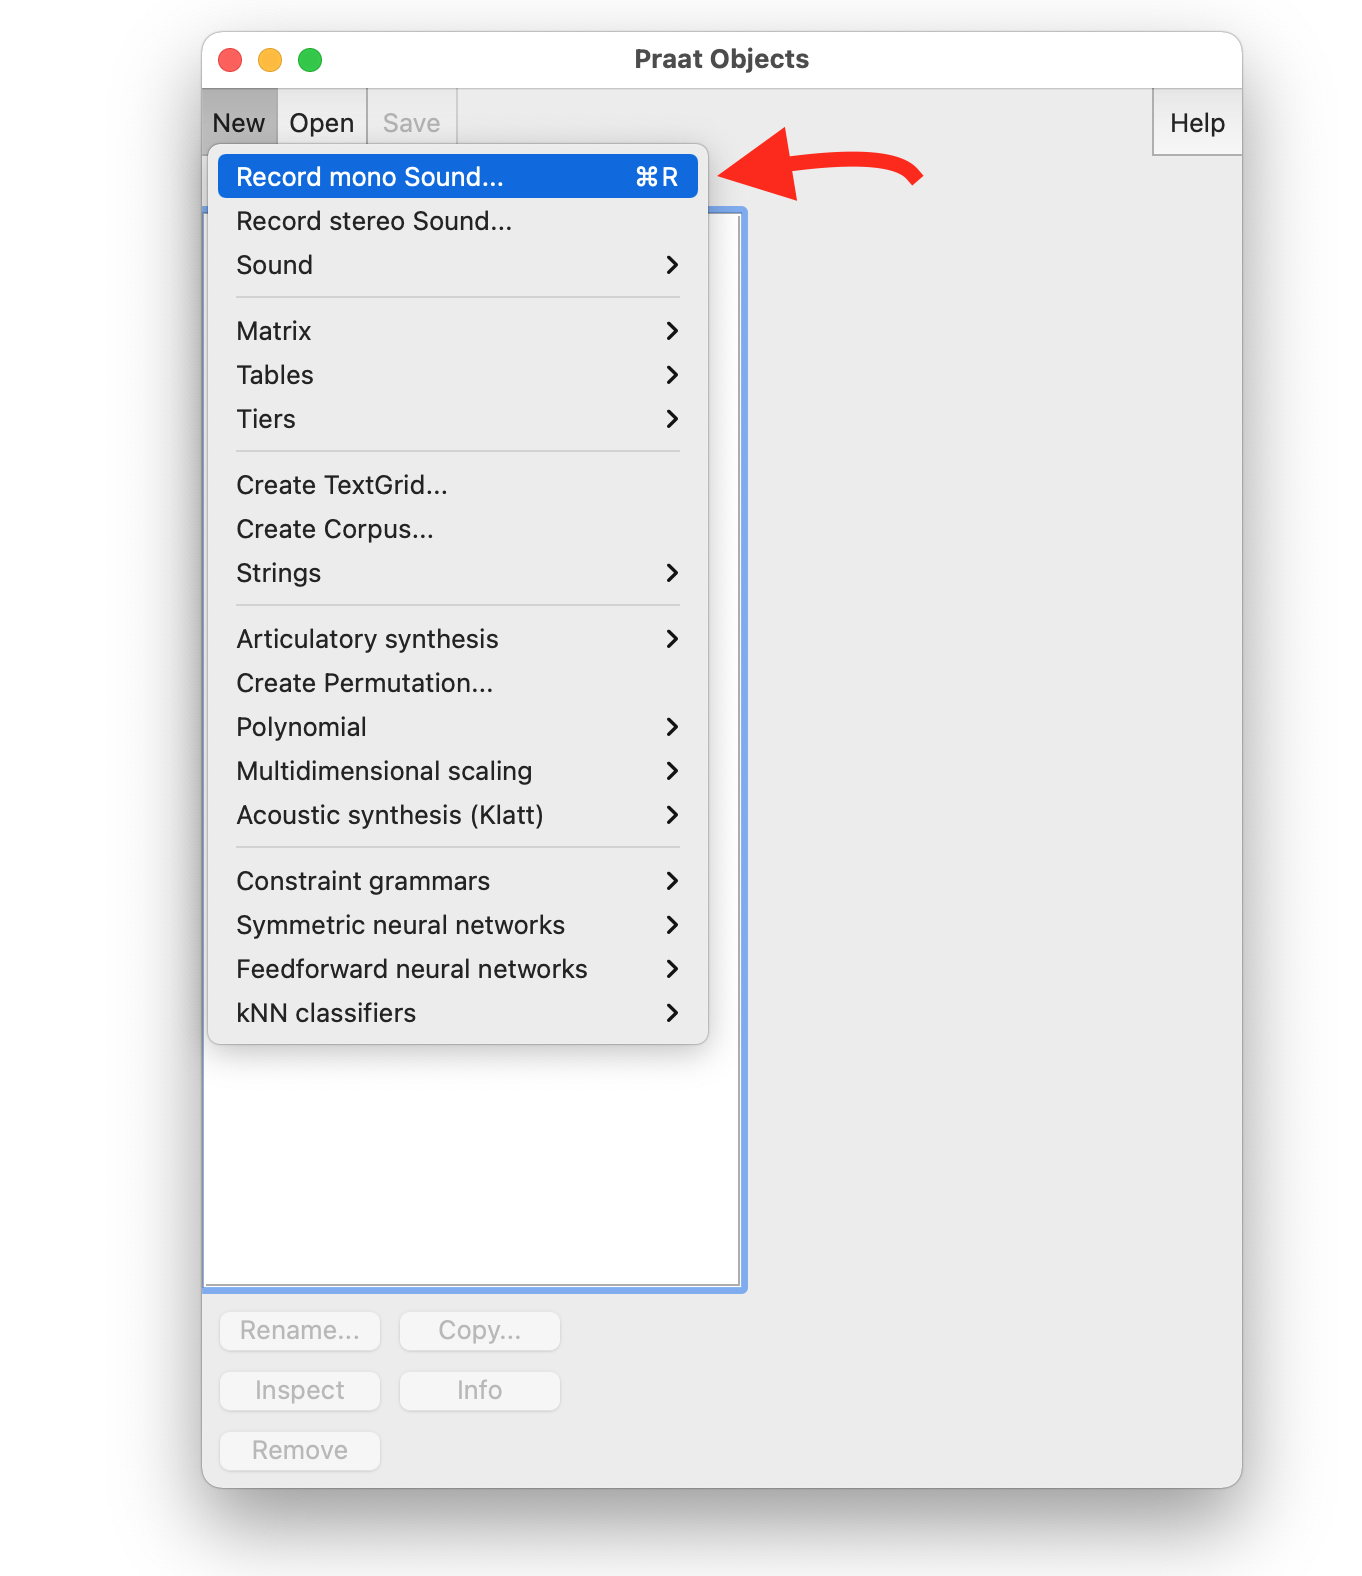 Praat Objects
New Open Save Help
Record mono Sound... ⌘R
Record stereo Sound...
Sound
Matrix
Tables
Tiers
Create TextGrid...
Create Corpus...
Strings
Articulatory synthesis
Create Permutation...
Polynomial
Multidimensional scaling
Acoustic synthesis (Klatt)
Constraint grammars
Symmetric neural networks
Feedforward neural networks
kNN classifiers
Rename... Copy...
Inspect Info
Remove